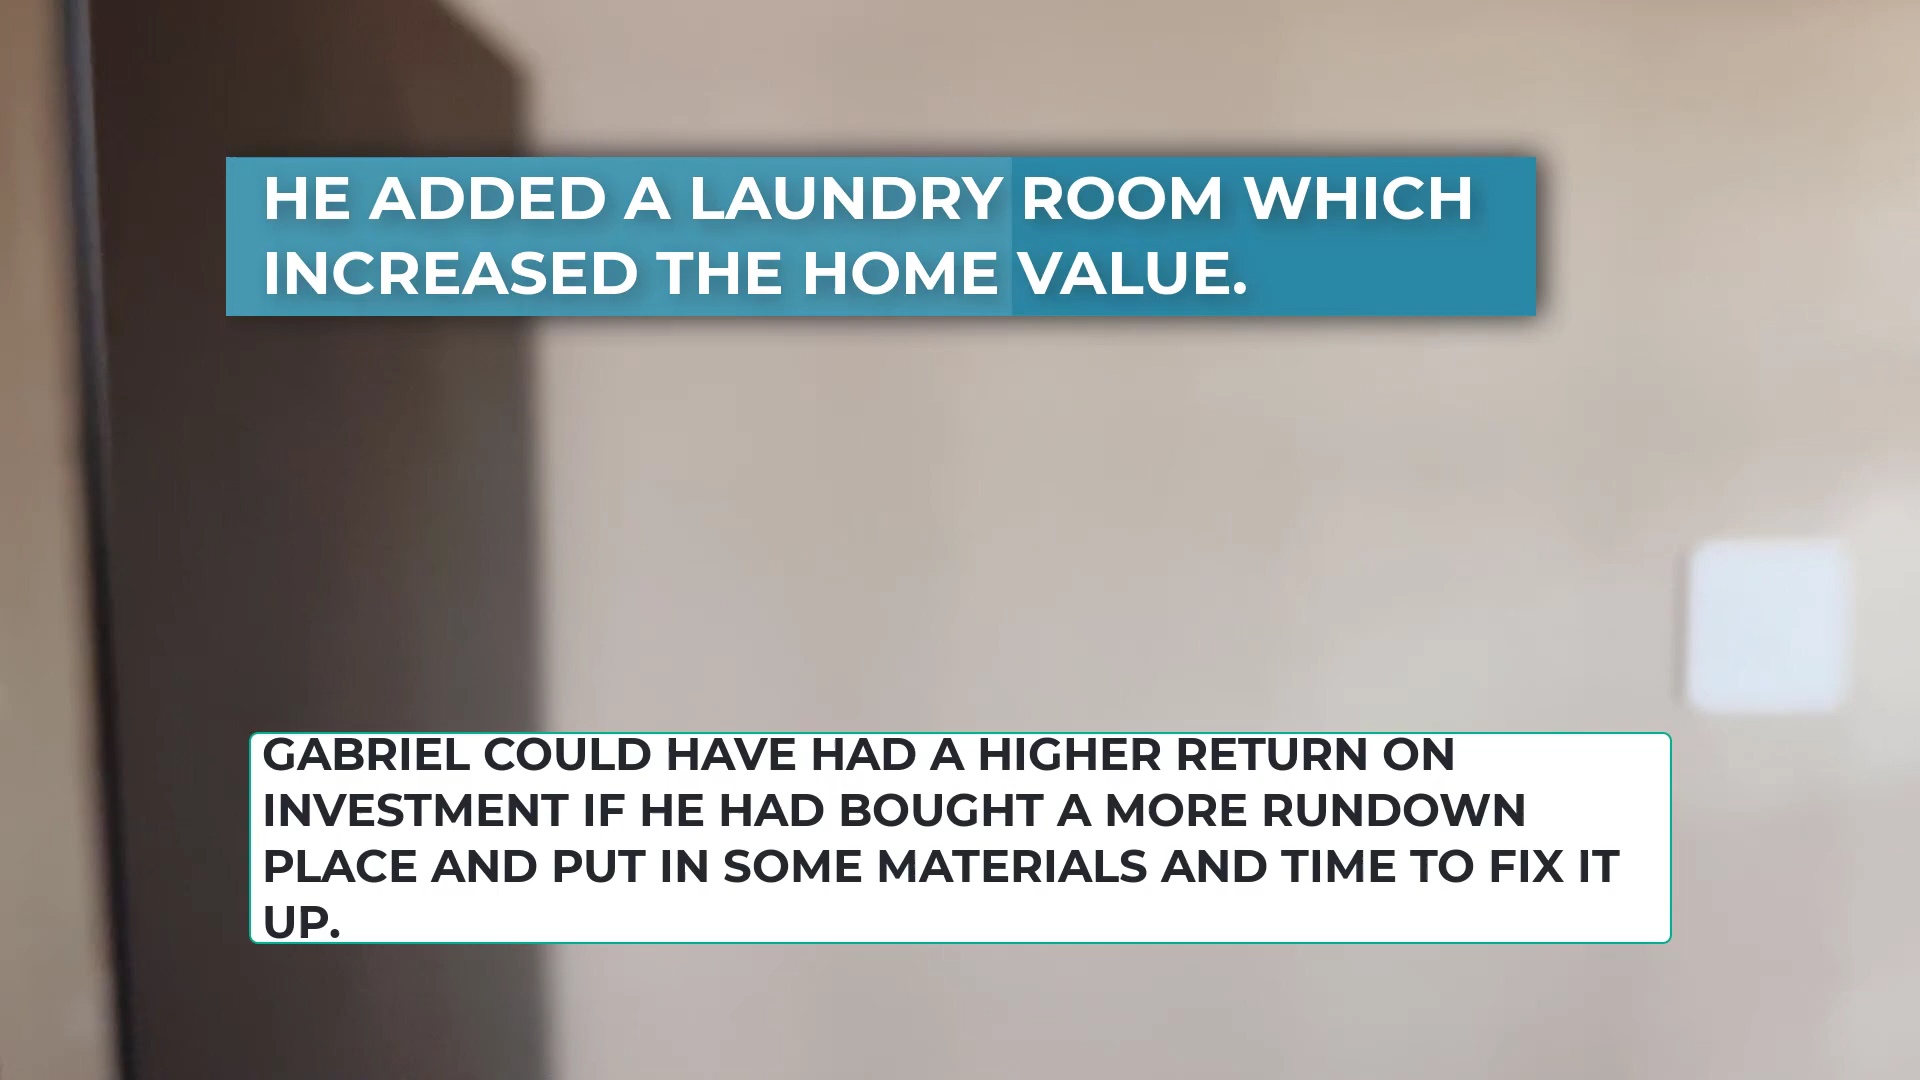 HE ADDED A LAUNDRY ROOM WHICH
INCREASED THE HOME VALUE.
GABRIEL COULD HAVE HAD A HIGHER RETURN ON
INVESTMENT IF HE HAD BOUGHT A MORE RUNDOWN
PLACE AND PUT IN SOME MATERIALS AND TIME TO FIX IT
UP.